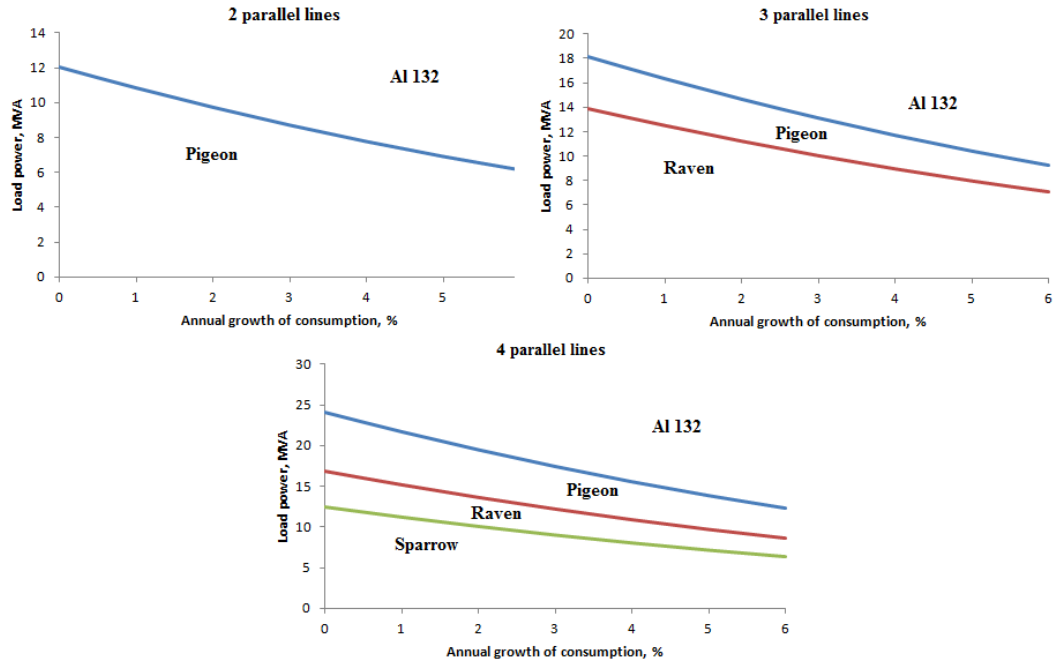 2 parallel lines
14
12
10
8
6
4
2
0
Load power, MVA
Al 132
Pigeon
0 1 2 3 4 5
Annual growth of consumption, %
3 parallel lines
20
18
16
14
12
10
8
6
4
2
0
Load power, MVA
Al 132
Pigeon
Raven
0 1 2 3 4 5 6
Annual growth of consumption, %
4 parallel lines
30
25
20
15
10
5
0
Load power, MVA
Al 132
Pigeon
Raven
Sparrow
0 1 2 3 4 5 6
Annual growth of consumption, %